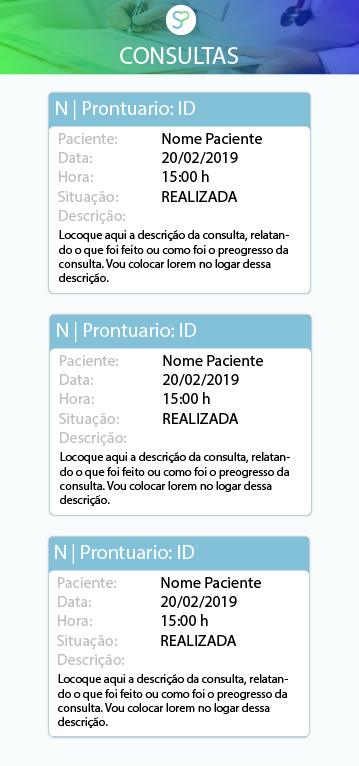 CONSULTAS
N | Prontuario: ID
Paciente: Nome Paciente
Data: 20/02/2019
Hora: 15:00 h
Situação: REALIZADA
Descrição:
Locoque aqui a descrição da consulta, relatan-
do o que foi feito ou como foi o preogresso da
consulta. Vou colocar lorem no logar dessa
descrição.
N | Prontuario: ID
Paciente: Nome Paciente
Data: 20/02/2019
Hora: 15:00 h
Situação: REALIZADA
Descrição:
Locoque aqui a descrição da consulta, relatan-
do o que foi feito ou como foi o preogresso da
consulta. Vou colocar lorem no logar dessa
descrição.
N | Prontuario: ID
Paciente: Nome Paciente
Data: 20/02/2019
Hora: 15:00 h
Situação: REALIZADA
Descrição:
Locoque aqui a descrição da consulta, relatan-
do o que foi feito ou como foi o preogresso da
consulta. Vou colocar lorem no logar dessa
descrição.